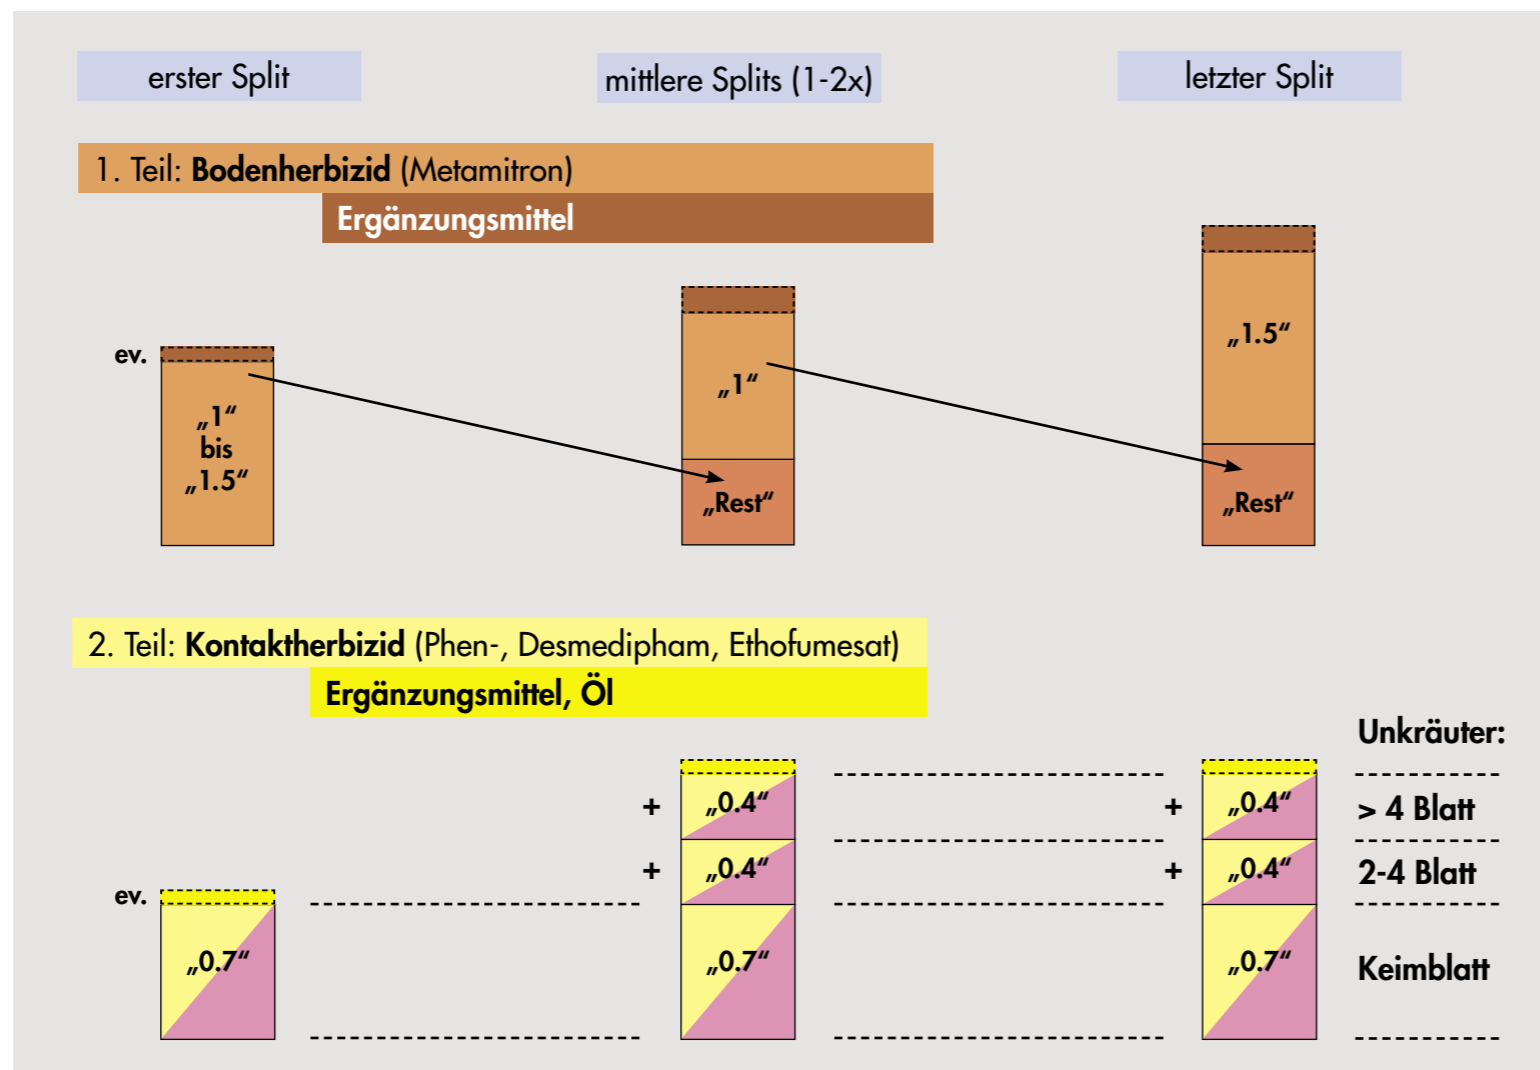 erster Split
mittlere Splits (1-2x)
letzter Split
1. Teil: Bodenherbizid (Metamitron)
Ergänzungsmittel
ev.
„1“
bis
„1.5“
„1“
„Rest“
„1.5“
„Rest“
2. Teil: Kontaktherbizid (Phen-, Desmedipham, Ethofumesat)
Ergänzungsmittel, Öl
Unkräuter:
+ „0.4“ + „0.4“ > 4 Blatt
+ „0.4“ + „0.4“ 2-4 Blatt
ev.
„0.7“ „0.7“ „0.7“ Keimblatt